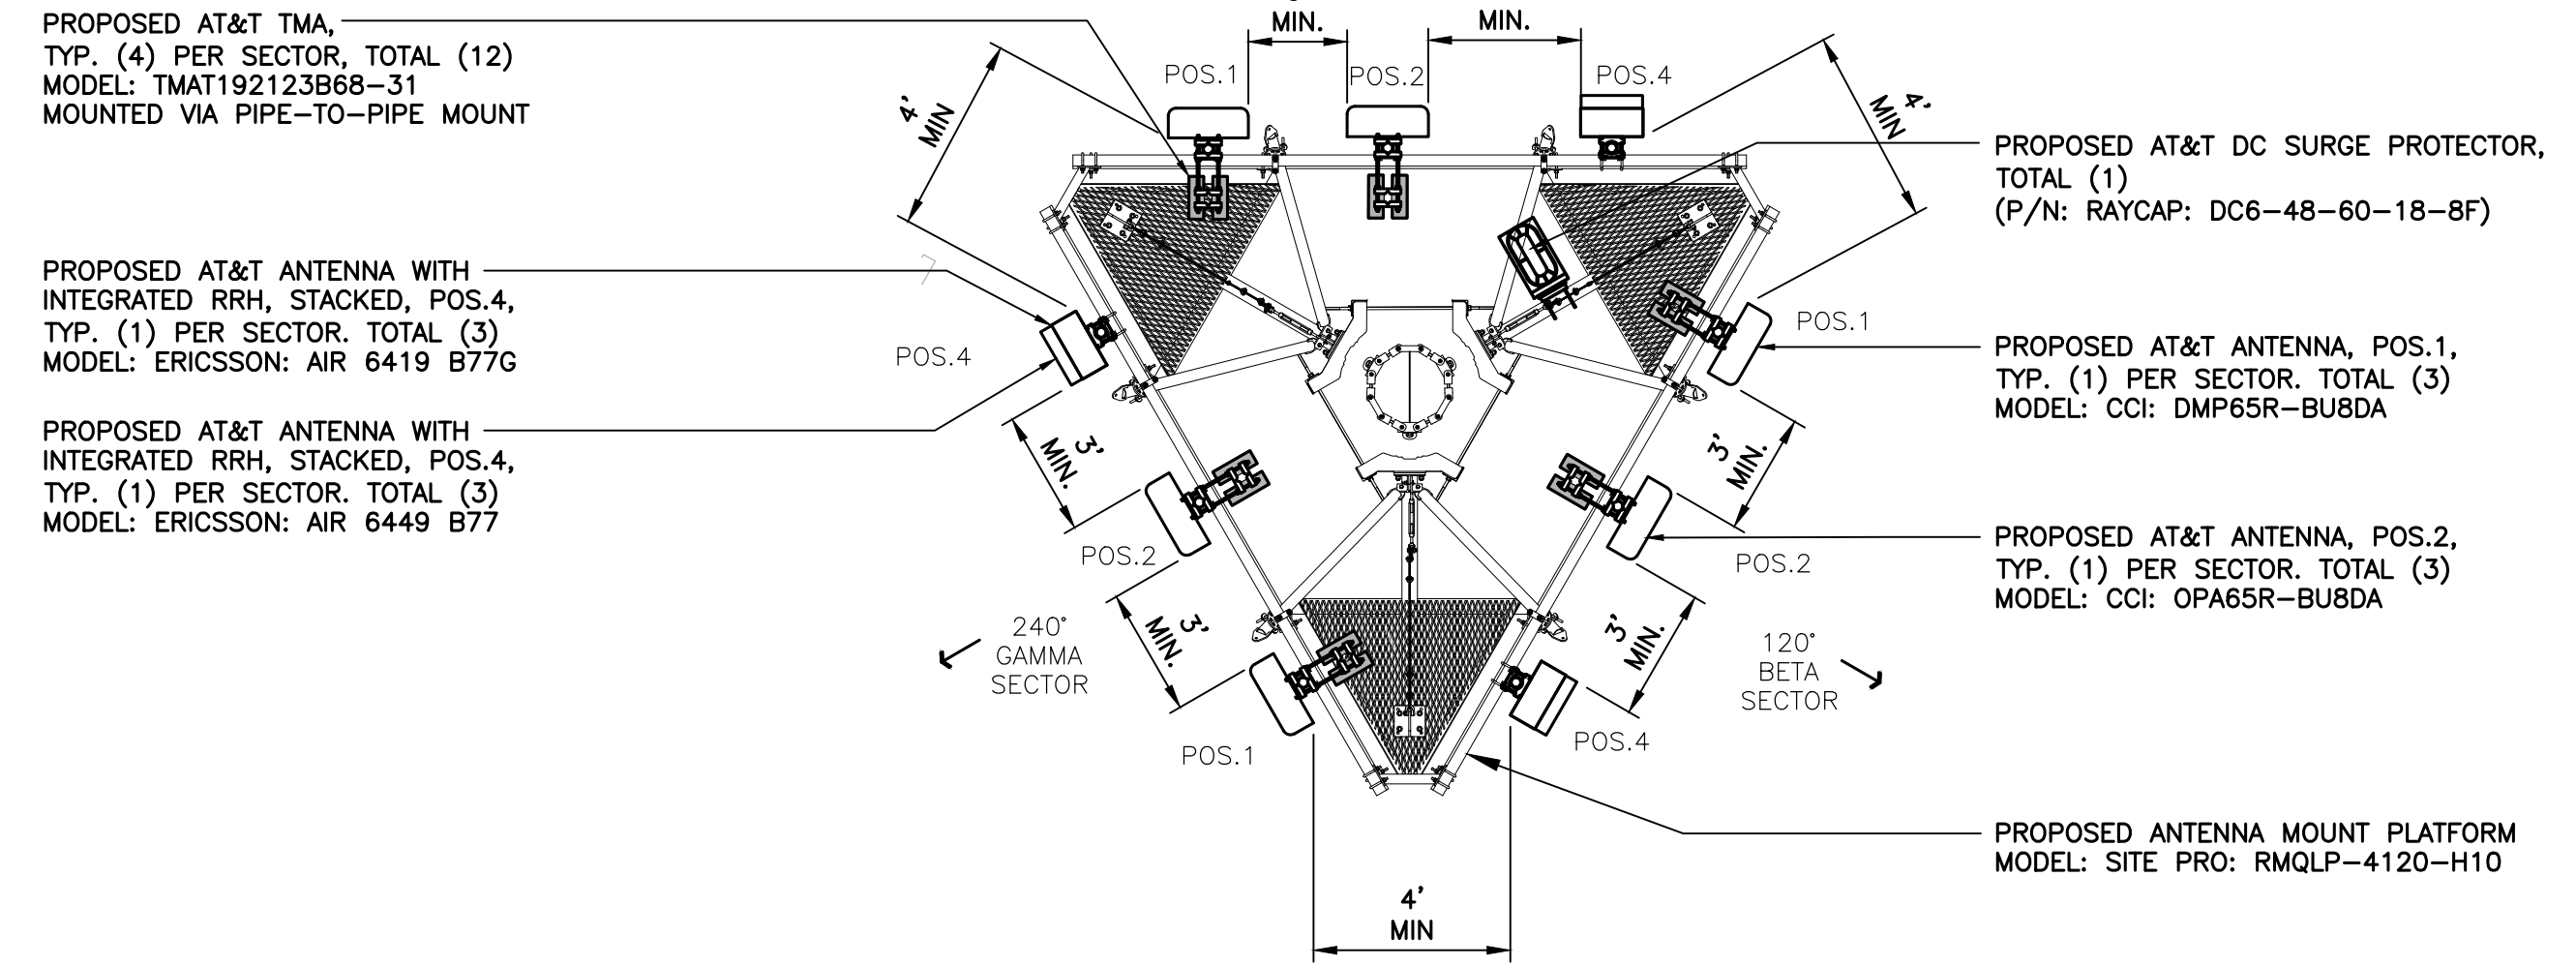 PROPOSED AT&T TMA,
TYP. (4) PER SECTOR, TOTAL (12)
MODEL: TMAT192123B68-31
MOUNTED VIA PIPE-TO-PIPE MOUNT
PROPOSED AT&T ANTENNA WITH
INTEGRATED RRH, STACKED, POS.4,
TYP. (1) PER SECTOR. TOTAL (3)
MODEL: ERICSSON: AIR 6419 B77G
PROPOSED AT&T ANTENNA WITH
INTEGRATED RRH, STACKED, POS.4,
TYP. (1) PER SECTOR. TOTAL (3)
MODEL: ERICSSON: AIR 6449 B77
MIN.
MIN.
POS.1
POS.2
POS.4
4'
MIN
4'
MIN
POS.4
POS.1
3'
MIN.
3'
MIN.
POS.2
POS.2
3'
MIN.
3'
MIN.
240°
GAMMA
SECTOR
120°
BETA
SECTOR
POS.1
POS.4
4'
MIN
PROPOSED AT&T DC SURGE PROTECTOR,
TOTAL (1)
(P/N: RAYCAP: DC6-48-60-18-8F)
PROPOSED AT&T ANTENNA, POS.1,
TYP. (1) PER SECTOR. TOTAL (3)
MODEL: CCI: DMP65R-BU8DA
PROPOSED AT&T ANTENNA, POS.2,
TYP. (1) PER SECTOR. TOTAL (3)
MODEL: CCI: OPA65R-BU8DA
PROPOSED ANTENNA MOUNT PLATFORM
MODEL: SITE PRO: RMQLP-4120-H10